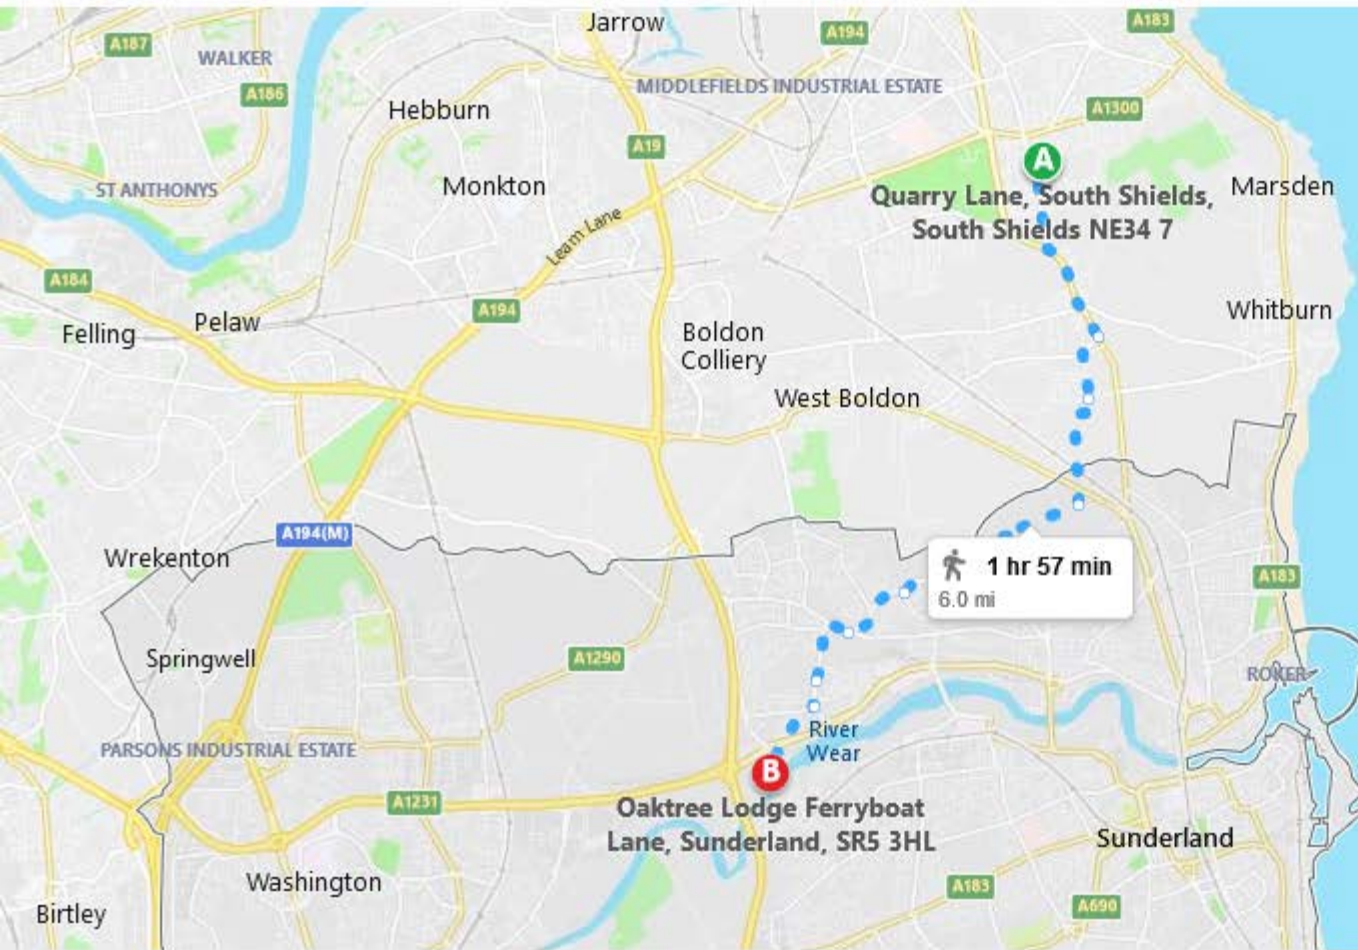 Jarrow
A183
A187
A194
WALKER
MIDDLEFIELDS INDUSTRIAL ESTATE
A186
Hebburn
A1300
A19
A
ST ANTHONYS
Monkton
Marsden
Quarry Lane, South Shields,
South Shields NE34 7
Leam Lane
A184
A194
Whitburn
Felling
Pelaw
Boldon
Colliery
West Boldon
A194(M)
Wrekenton
1 hr 57 min
6.0 mi
A183
Springwell
A1290
ROKER
PARSONS INDUSTRIAL ESTATE
River
Wear
B
A1231
Oaktree Lodge Ferryboat
Lane, Sunderland, SR5 3HL
Sunderland
Washington
A183
A690
Birtley